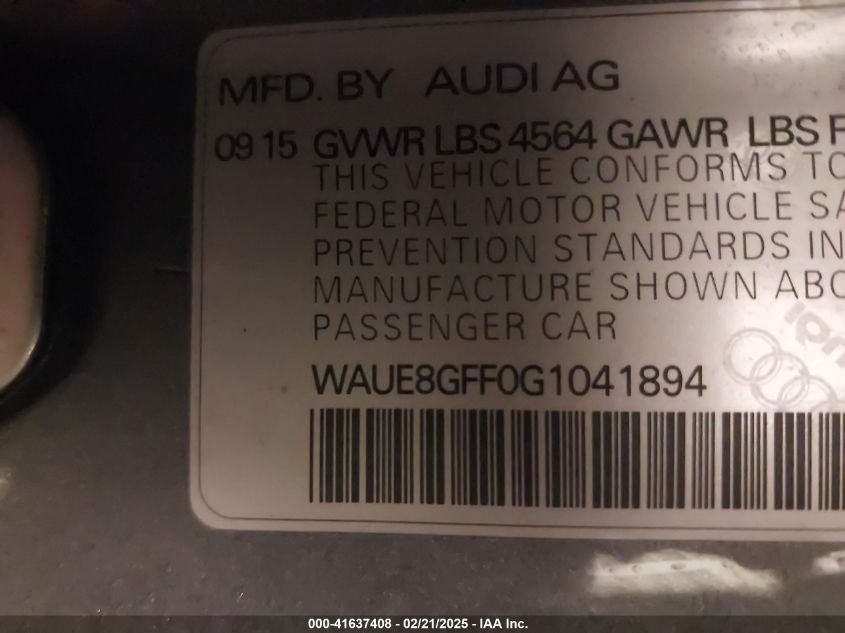 MFD. BY AUDI AG
09 15 GVWR LBS 4564 GAWR LBS F
THIS VEHICLE CONFORMS TO
FEDERAL MOTOR VEHICLE SA
PREVENTION STANDARDS IN
MANUFACTURE SHOWN ABO
PASSENGER CAR
WAUE8GFF0G1041894
000-41637408 – 02/21/2025 – IAA Inc.